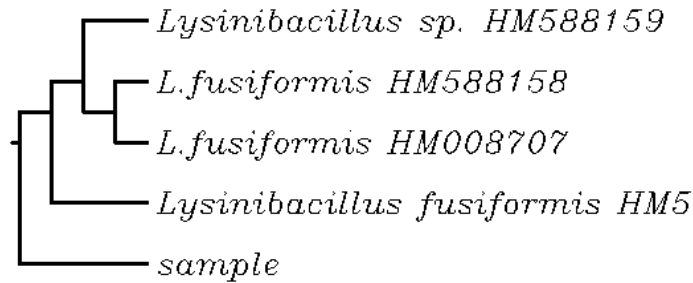 Lysinibacillus sp. HM588159
L.fusiformis HM588158
L.fusiformis HM008707
Lysinibacillus fusiformis HM5
sample